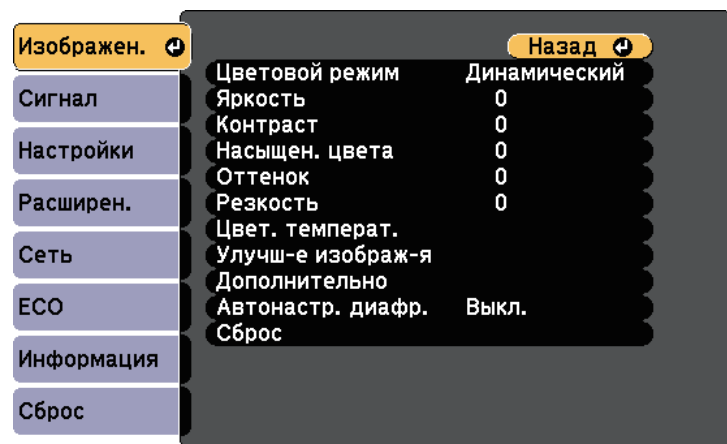 Изображен.
Назад
Цветовой режим Динамический
Сигнал
Яркость 0
Контраст 0
Настройки
Насыщен. цвета 0
Оттенок 0
Расширен.
Резкость 0
Цвет. температ.
Сеть
Улучш-е изображ-я
Дополнительно
ECO
Автонастр. диафр. Выкл.
Сброс
Информация
Сброс